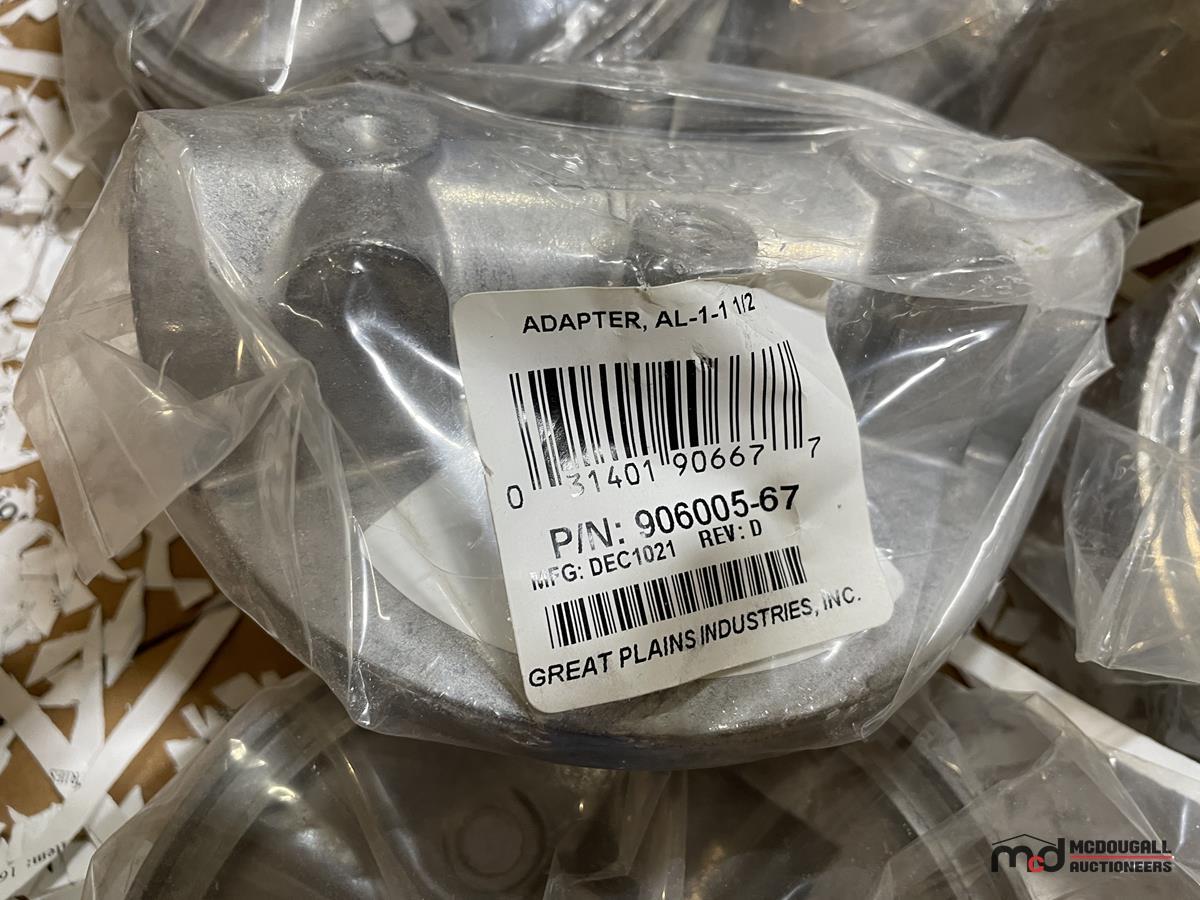 ADAPTER, AL-1-1 1/2
0 31401 90667 7
P/N: 906005-67
MFG: DEC1021 REV: D
GREAT PLAINS INDUSTRIES, INC.
mcd MCDOUGALL
AUCTIONEERS